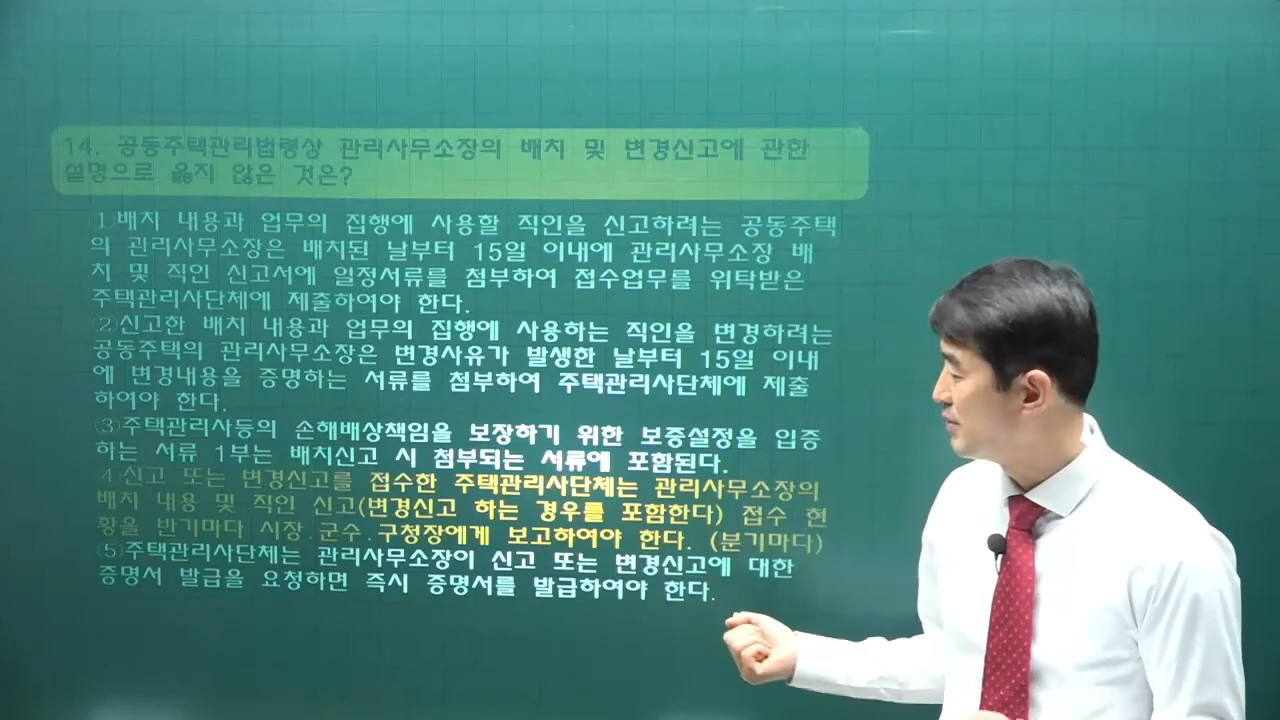 14. 공동주택관리법령상 관리사무소장의 배치 및 변경신고에 관한
설명으로 옳지 않은 것은?
①배치 내용과 업무의 집행에 사용할 직인을 신고하려는 공동주택
의 관리사무소장은 배치된 날부터 15일 이내에 관리사무소장 배
치 및 직인 신고서에 일정서류를 첨부하여 접수업무를 위탁받은
주택관리사단체에 제출하여야 한다.
②신고한 배치 내용과 업무의 집행에 사용하는 직인을 변경하려는
공동주택의 관리사무소장은 변경사유가 발생한 날부터 15일 이내
에 변경내용을 증명하는 서류를 첨부하여 주택관리사단체에 제출
하여야 한다.
③주택관리사등의 손해배상책임을 보장하기 위한 보증설정을 입증
하는 서류 1부는 배치신고 시 첨부되는 서류에 포함된다.
4.신고 또는 변경신고를 접수한 주택관리사단체는 관리사무소장의
배치 내용 및 직인 신고(변경신고 하는 경우를 포함한다) 접수 현
황을 반기마다 시장.군수.구청장에게 보고하여야 한다. (분기마다)
⑤주택관리사단체는 관리사무소장이 신고 또는 변경신고에 대한
증명서 발급을 요청하면 즉시 증명서를 발급하여야 한다.